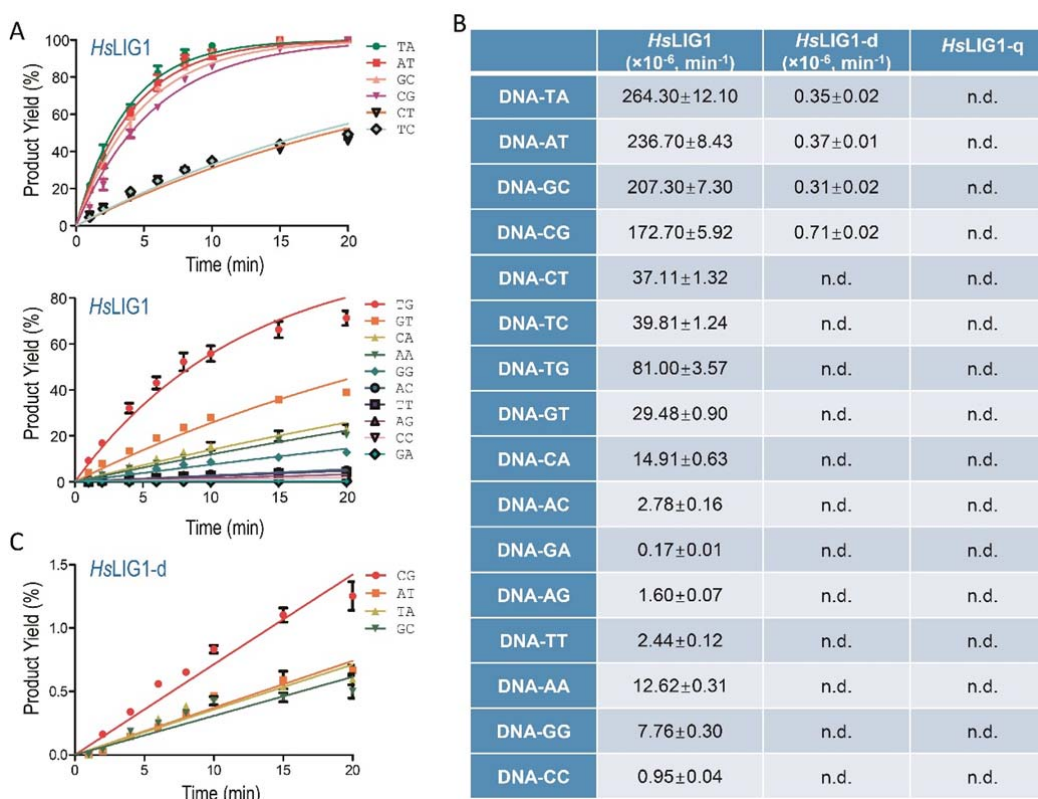 A
HsLIG1
Product Yield (%)
100
80
60
40
20
0
0 5 10 15 20
Time (min)
TA
AT
GC
CG
CT
TC
HsLIG1
Product Yield (%)
80
60
40
20
0
0 5 10 15 20
Time (min)
TG
GT
CA
AA
GG
AC
TT
AG
CC
GA
C
HsLIG1-d
Product Yield (%)
1.5
1.0
0.5
0.0
0 5 10 15 20
Time (min)
CG
AT
TA
GC
B
HsLIG1 (×10⁻⁶, min⁻¹) HsLIG1-d (×10⁻⁶, min⁻¹) HsLIG1-q
DNA-TA 264.30±12.10 0.35±0.02 n.d.
DNA-AT 236.70±8.43 0.37±0.01 n.d.
DNA-GC 207.30±7.30 0.31±0.02 n.d.
DNA-CG 172.70±5.92 0.71±0.02 n.d.
DNA-CT 37.11±1.32 n.d. n.d.
DNA-TC 39.81±1.24 n.d. n.d.
DNA-TG 81.00±3.57 n.d. n.d.
DNA-GT 29.48±0.90 n.d. n.d.
DNA-CA 14.91±0.63 n.d. n.d.
DNA-AC 2.78±0.16 n.d. n.d.
DNA-GA 0.17±0.01 n.d. n.d.
DNA-AG 1.60±0.07 n.d. n.d.
DNA-TT 2.44±0.12 n.d. n.d.
DNA-AA 12.62±0.31 n.d. n.d.
DNA-GG 7.76±0.30 n.d. n.d.
DNA-CC 0.95±0.04 n.d. n.d.